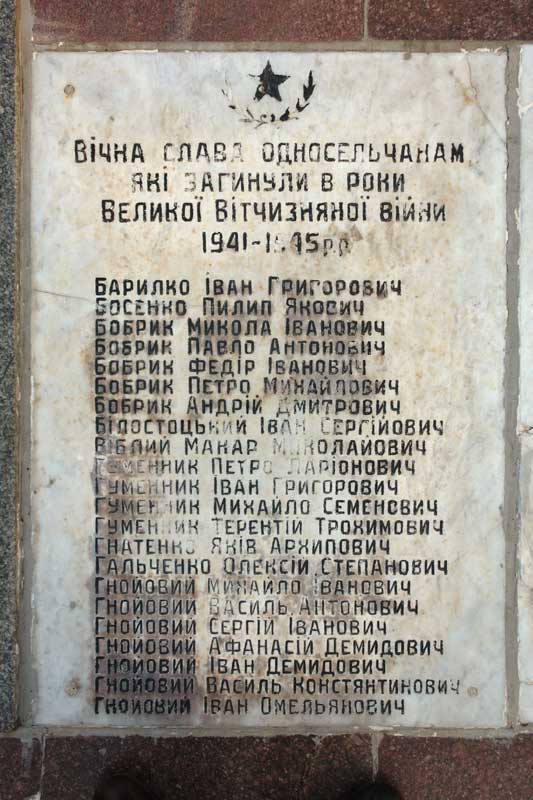 Вічна слава односельчанам
які загинули в роки
Великої Вітчизняної війни
1941-1945рр
Барилко Іван Григорович
Босенко Пилип Якович
Бобрик Микола Іванович
Бобрик Павло Антонович
Бобрик Федір Іванович
Бобрик Петро Михайлович
Бобрик Андрій Дмитрович
Білостоцький Іван Сергійович
Віблий Макар Миколайович
Гуменник Петро Ларіонович
Гуменник Іван Григорович
Гуменник Михайло Семенович
Гуменник Терентій Трохимович
Гнатенко Яків Архипович
Гальченко Олексій Степанович
Гнойовий Михайло Іванович
Гнойовий Василь Антонович
Гнойовий Сергій Іванович
Гнойовий Афанасій Демидович
Гнойовий Іван Демидович
Гнойовий Василь Констянтинович
Гнойовий Іван Омельянович